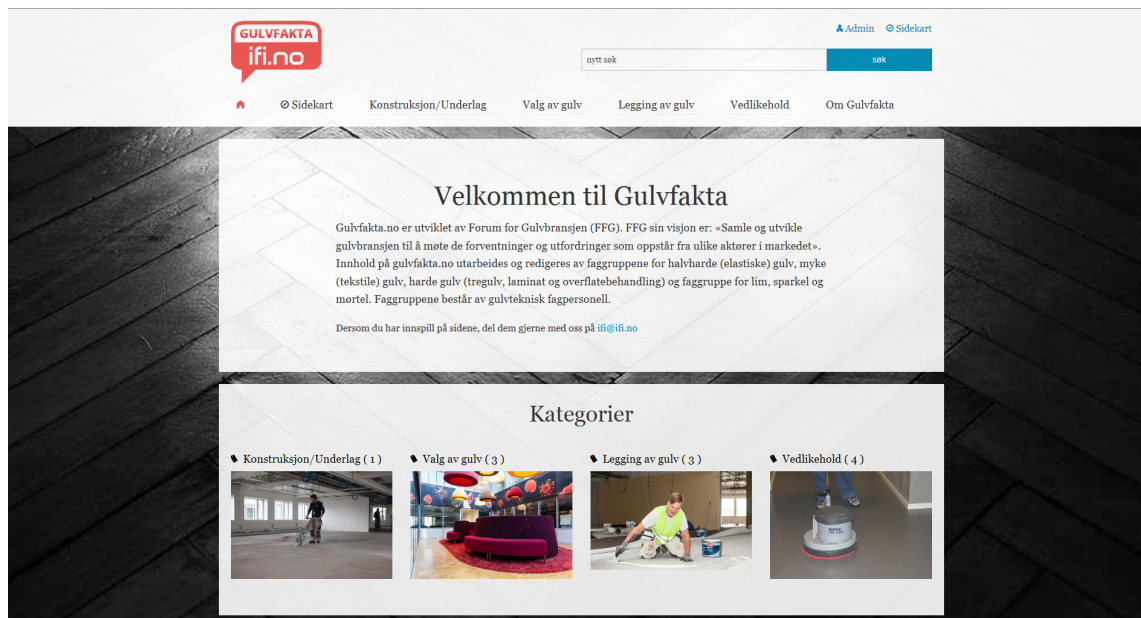 GULVFAKTA
ifi.no
Admin Sidekart
nytt søk søk
Sidekart Konstruksjon/Underlag Valg av gulv Legging av gulv Vedlikehold Om Gulvfakta
Velkommen til Gulvfakta
Gulvfakta.no er utviklet av Forum for Gulvbransjen (FFG). FFG sin visjon er: «Samle og utvikle
gulvbransjen til å møte de forventninger og utfordringer som oppstår fra ulike aktører i markedet».
Innhold på gulvfakta.no utarbeides og redigeres av faggruppene for halvharde (elastiske) gulv, myke
(tekstile) gulv, harde gulv (tregulv, laminat og overflatebehandling) og faggruppe for lim, sparkel og
mørtel. Faggruppene består av gulvteknisk fagpersonell.
Dersom du har innspill på sidene, del dem gjerne med oss på ifi@ifi.no
Kategorier
Konstruksjon/Underlag ( 1 ) Valg av gulv ( 3 ) Legging av gulv ( 3 ) Vedlikehold ( 4 )